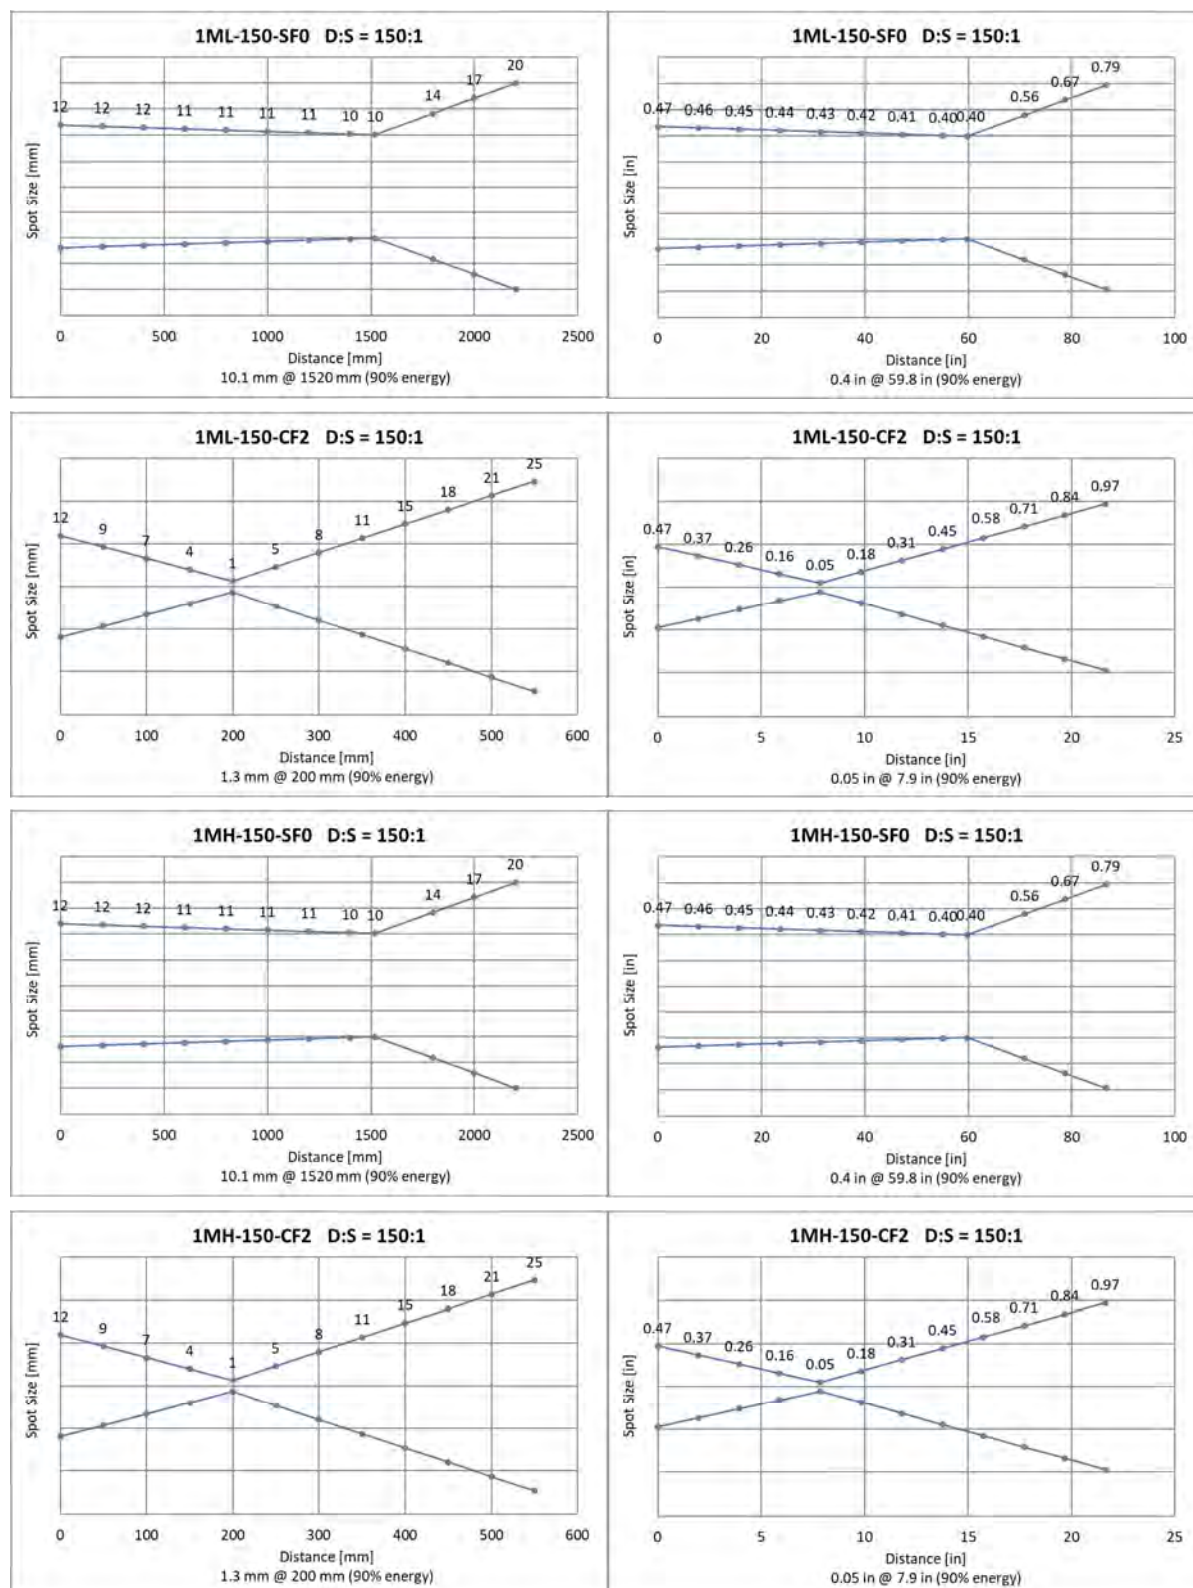 1ML-150-SF0 D:S = 150:1
20
17
14
12 12 12 11 11 11 11 10 10
Spot Size [mm]
0 500 1000 1500 2000 2500
Distance [mm]
10.1 mm @ 1520 mm (90% energy)
1ML-150-SF0 D:S = 150:1
0.79
0.67
0.56
0.47 0.46 0.45 0.44 0.43 0.42 0.41 0.40 0.40
Spot Size [in]
0 20 40 60 80 100
Distance [in]
0.4 in @ 59.8 in (90% energy)
1ML-150-CF2 D:S = 150:1
25
21
18
15
12 11
9 8
7
5
4
1
Spot Size [mm]
0 100 200 300 400 500 600
Distance [mm]
1.3 mm @ 200 mm (90% energy)
1ML-150-CF2 D:S = 150:1
0.97
0.84
0.71
0.58
0.47 0.45
0.37
0.31
0.26
0.18
0.16
0.05
Spot Size [in]
0 5 10 15 20 25
Distance [in]
0.05 in @ 7.9 in (90% energy)
1MH-150-SF0 D:S = 150:1
20
17
14
12 12 12 11 11 11 11 10 10
Spot Size [mm]
0 500 1000 1500 2000 2500
Distance [mm]
10.1 mm @ 1520 mm (90% energy)
1MH-150-SF0 D:S = 150:1
0.79
0.67
0.56
0.47 0.46 0.45 0.44 0.43 0.42 0.41 0.40 0.40
Spot Size [in]
0 20 40 60 80 100
Distance [in]
0.4 in @ 59.8 in (90% energy)
1MH-150-CF2 D:S = 150:1
25
21
18
15
12 11
9 8
7
5
4
1
Spot Size [mm]
0 100 200 300 400 500 600
Distance [mm]
1.3 mm @ 200 mm (90% energy)
1MH-150-CF2 D:S = 150:1
0.97
0.84
0.71
0.58
0.47 0.45
0.37
0.31
0.26
0.18
0.16
0.05
Spot Size [in]
0 5 10 15 20 25
Distance [in]
0.05 in @ 7.9 in (90% energy)